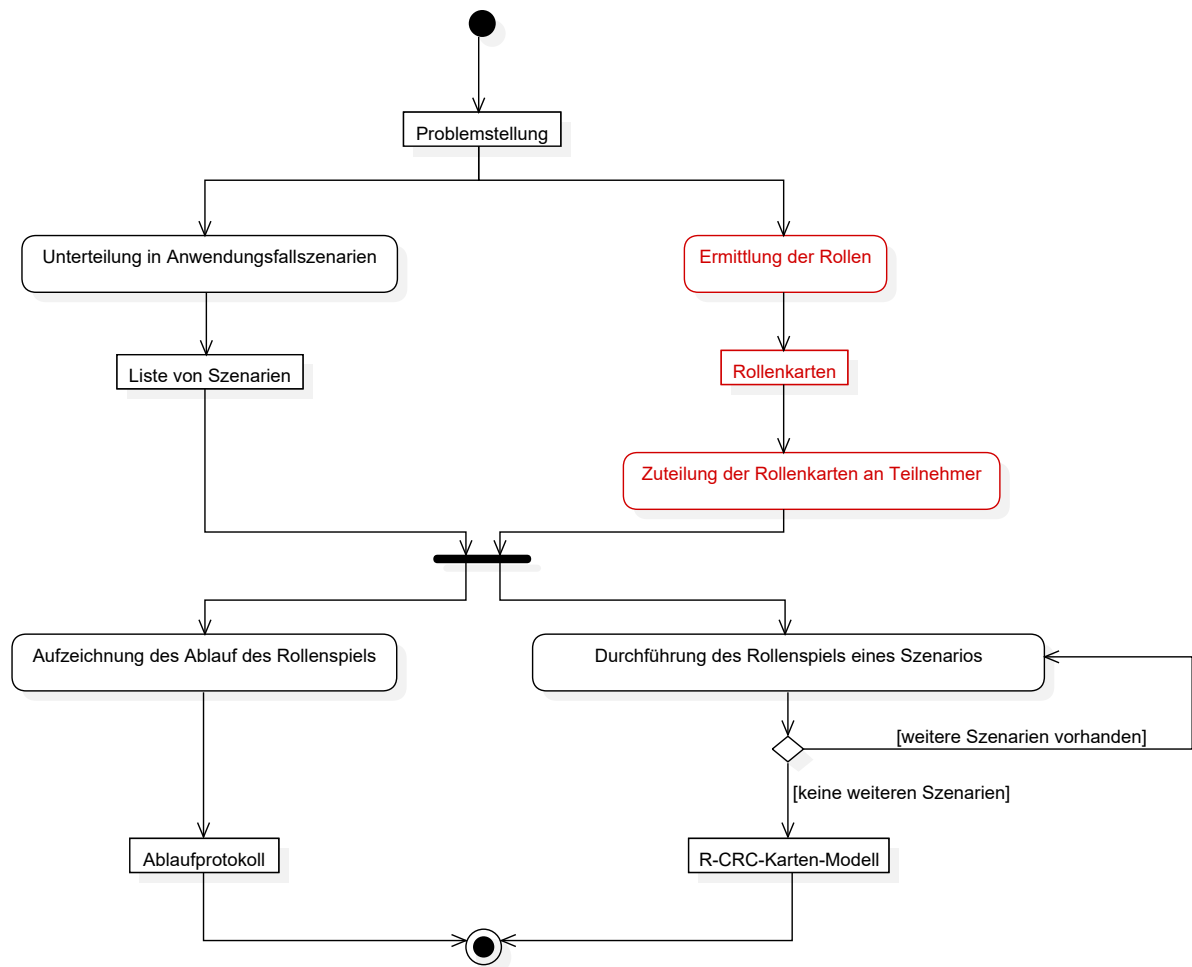 Problemstellung
Unterteilung in Anwendungsfallszenarien
Ermittlung der Rollen
Liste von Szenarien
Rollenkarten
Zuteilung der Rollenkarten an Teilnehmer
Aufzeichnung des Ablauf des Rollenspiels
Durchführung des Rollenspiels eines Szenarios
[weitere Szenarien vorhanden]
[keine weiteren Szenarien]
Ablaufprotokoll
R-CRC-Karten-Modell